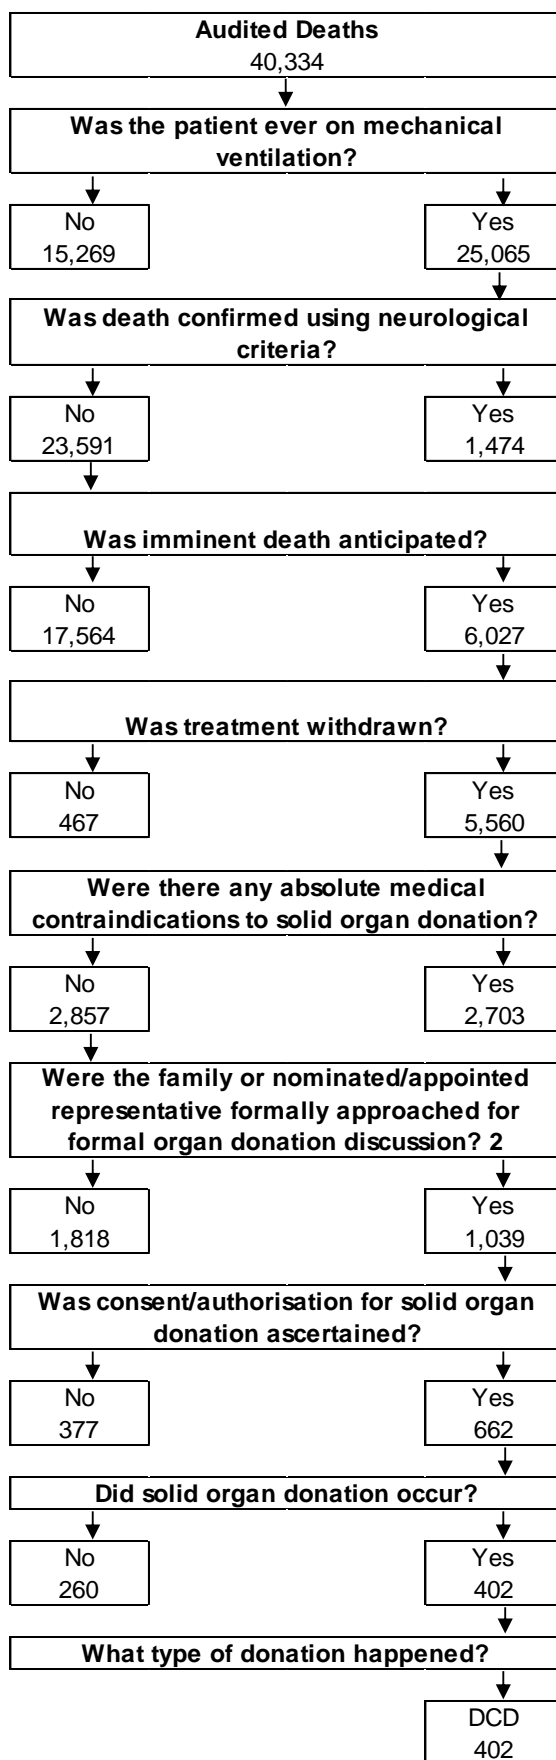 Audited Deaths
40,334
Was the patient ever on mechanical
ventilation?
No
15,269
Yes
25,065
Was death confirmed using neurological
criteria?
No
23,591
Yes
1,474
Was imminent death anticipated?
No
17,564
Yes
6,027
Was treatment withdrawn?
No
467
Yes
5,560
Were there any absolute medical
contraindications to solid organ donation?
No
2,857
Yes
2,703
Were the family or nominated/appointed
representative formally approached for
formal organ donation discussion? 2
No
1,818
Yes
1,039
Was consent/authorisation for solid organ
donation ascertained?
No
377
Yes
662
Did solid organ donation occur?
No
260
Yes
402
What type of donation happened?
DCD
402